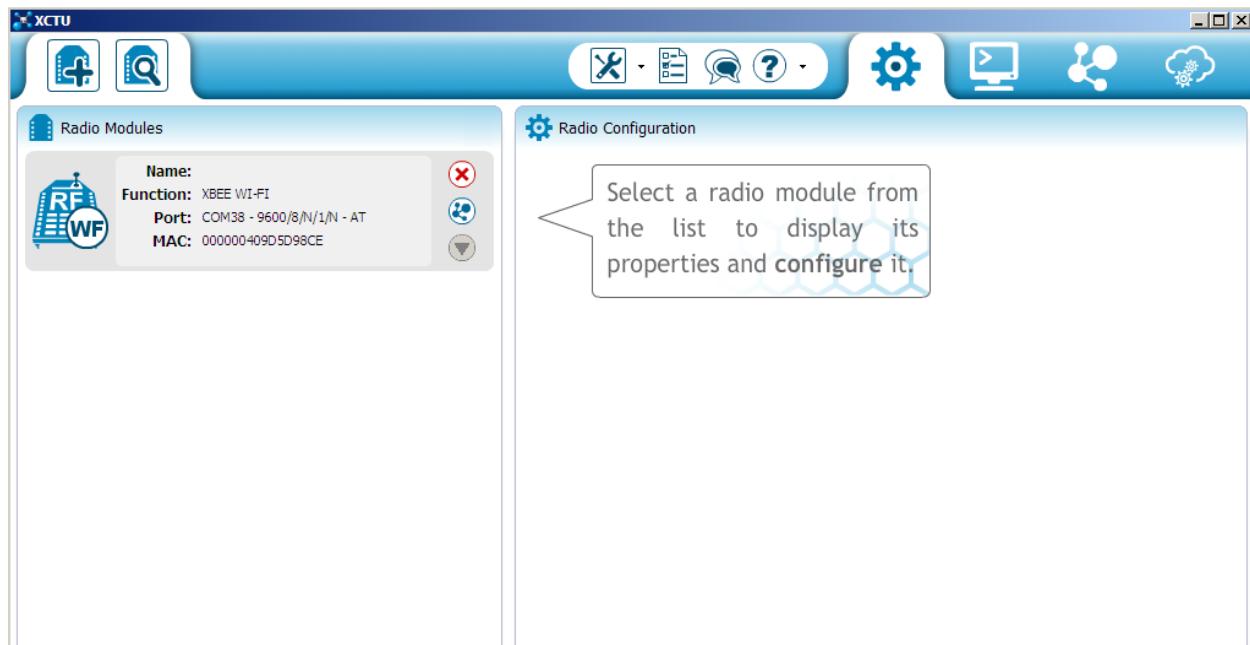 XCTU
Radio Modules
Name:
Function: XBEE WI-FI
Port: COM38 - 9600/8/N/1/N - AT
MAC: 000000409D5D98CE
RF
WF
Radio Configuration
Select a radio module from
the list to display its
properties and configure it.